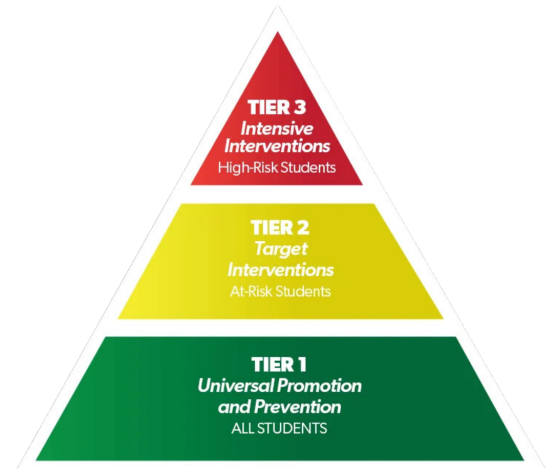 TIER 3
Intensive
Interventions
High-Risk Students
TIER 2
Target
Interventions
At-Risk Students
TIER 1
Universal Promotion
and Prevention
ALL STUDENTS